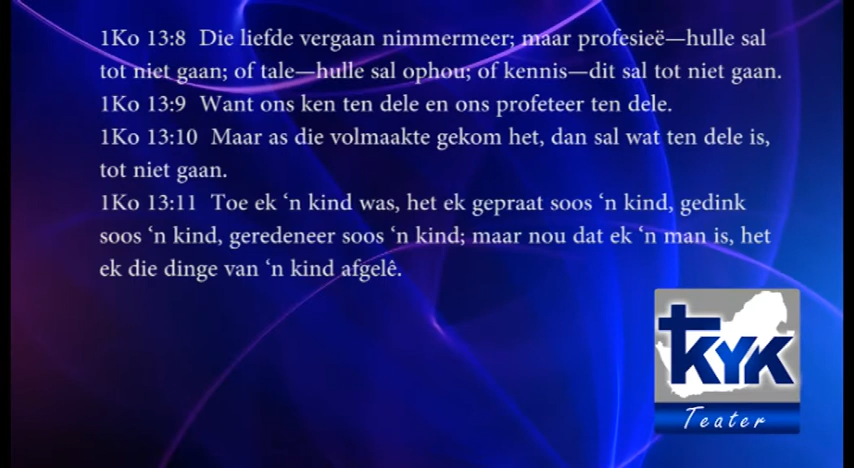 1Ko 13:8 Die liefde vergaan nimmermeer; maar profesieë—hulle sal
tot niet gaan; of tale—hulle sal ophou; of kennis—dit sal tot niet gaan.
1Ko 13:9 Want ons ken ten dele en ons profeteer ten dele.
1Ko 13:10 Maar as die volmaakte gekom het, dan sal wat ten dele is,
tot niet gaan.
1Ko 13:11 Toe ek ‘n kind was, het ek gepraat soos ‘n kind, gedink
soos ‘n kind, geredeneer soos ‘n kind; maar nou dat ek ‘n man is, het
ek die dinge van ‘n kind afgelê.
KYK
Teater